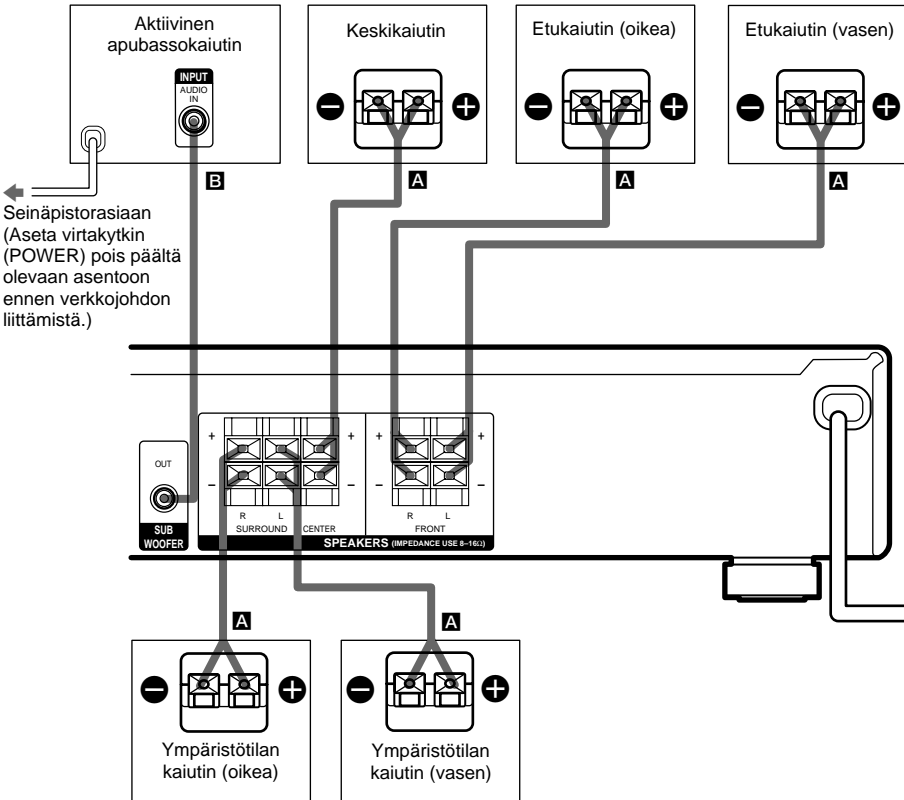 Aktiivinen
apubassokaiutin
INPUT
AUDIO
IN
Keskikaiutin
Etukaiutin (oikea)
Etukaiutin (vasen)
B
A
A
A
Seinäpistorasiaan
(Aseta virtakytkin
(POWER) pois päältä
olevaan asentoon
ennen verkkojohdon
liittämistä.)
OUT
SUB
WOOFER
+ +
– –
R L
SURROUND CENTER
+ +
– –
R L
FRONT
SPEAKERS (IMPEDANCE USE 8–16Ω)
A
A
Ympäristötilan
kaiutin (oikea)
Ympäristötilan
kaiutin (vasen)